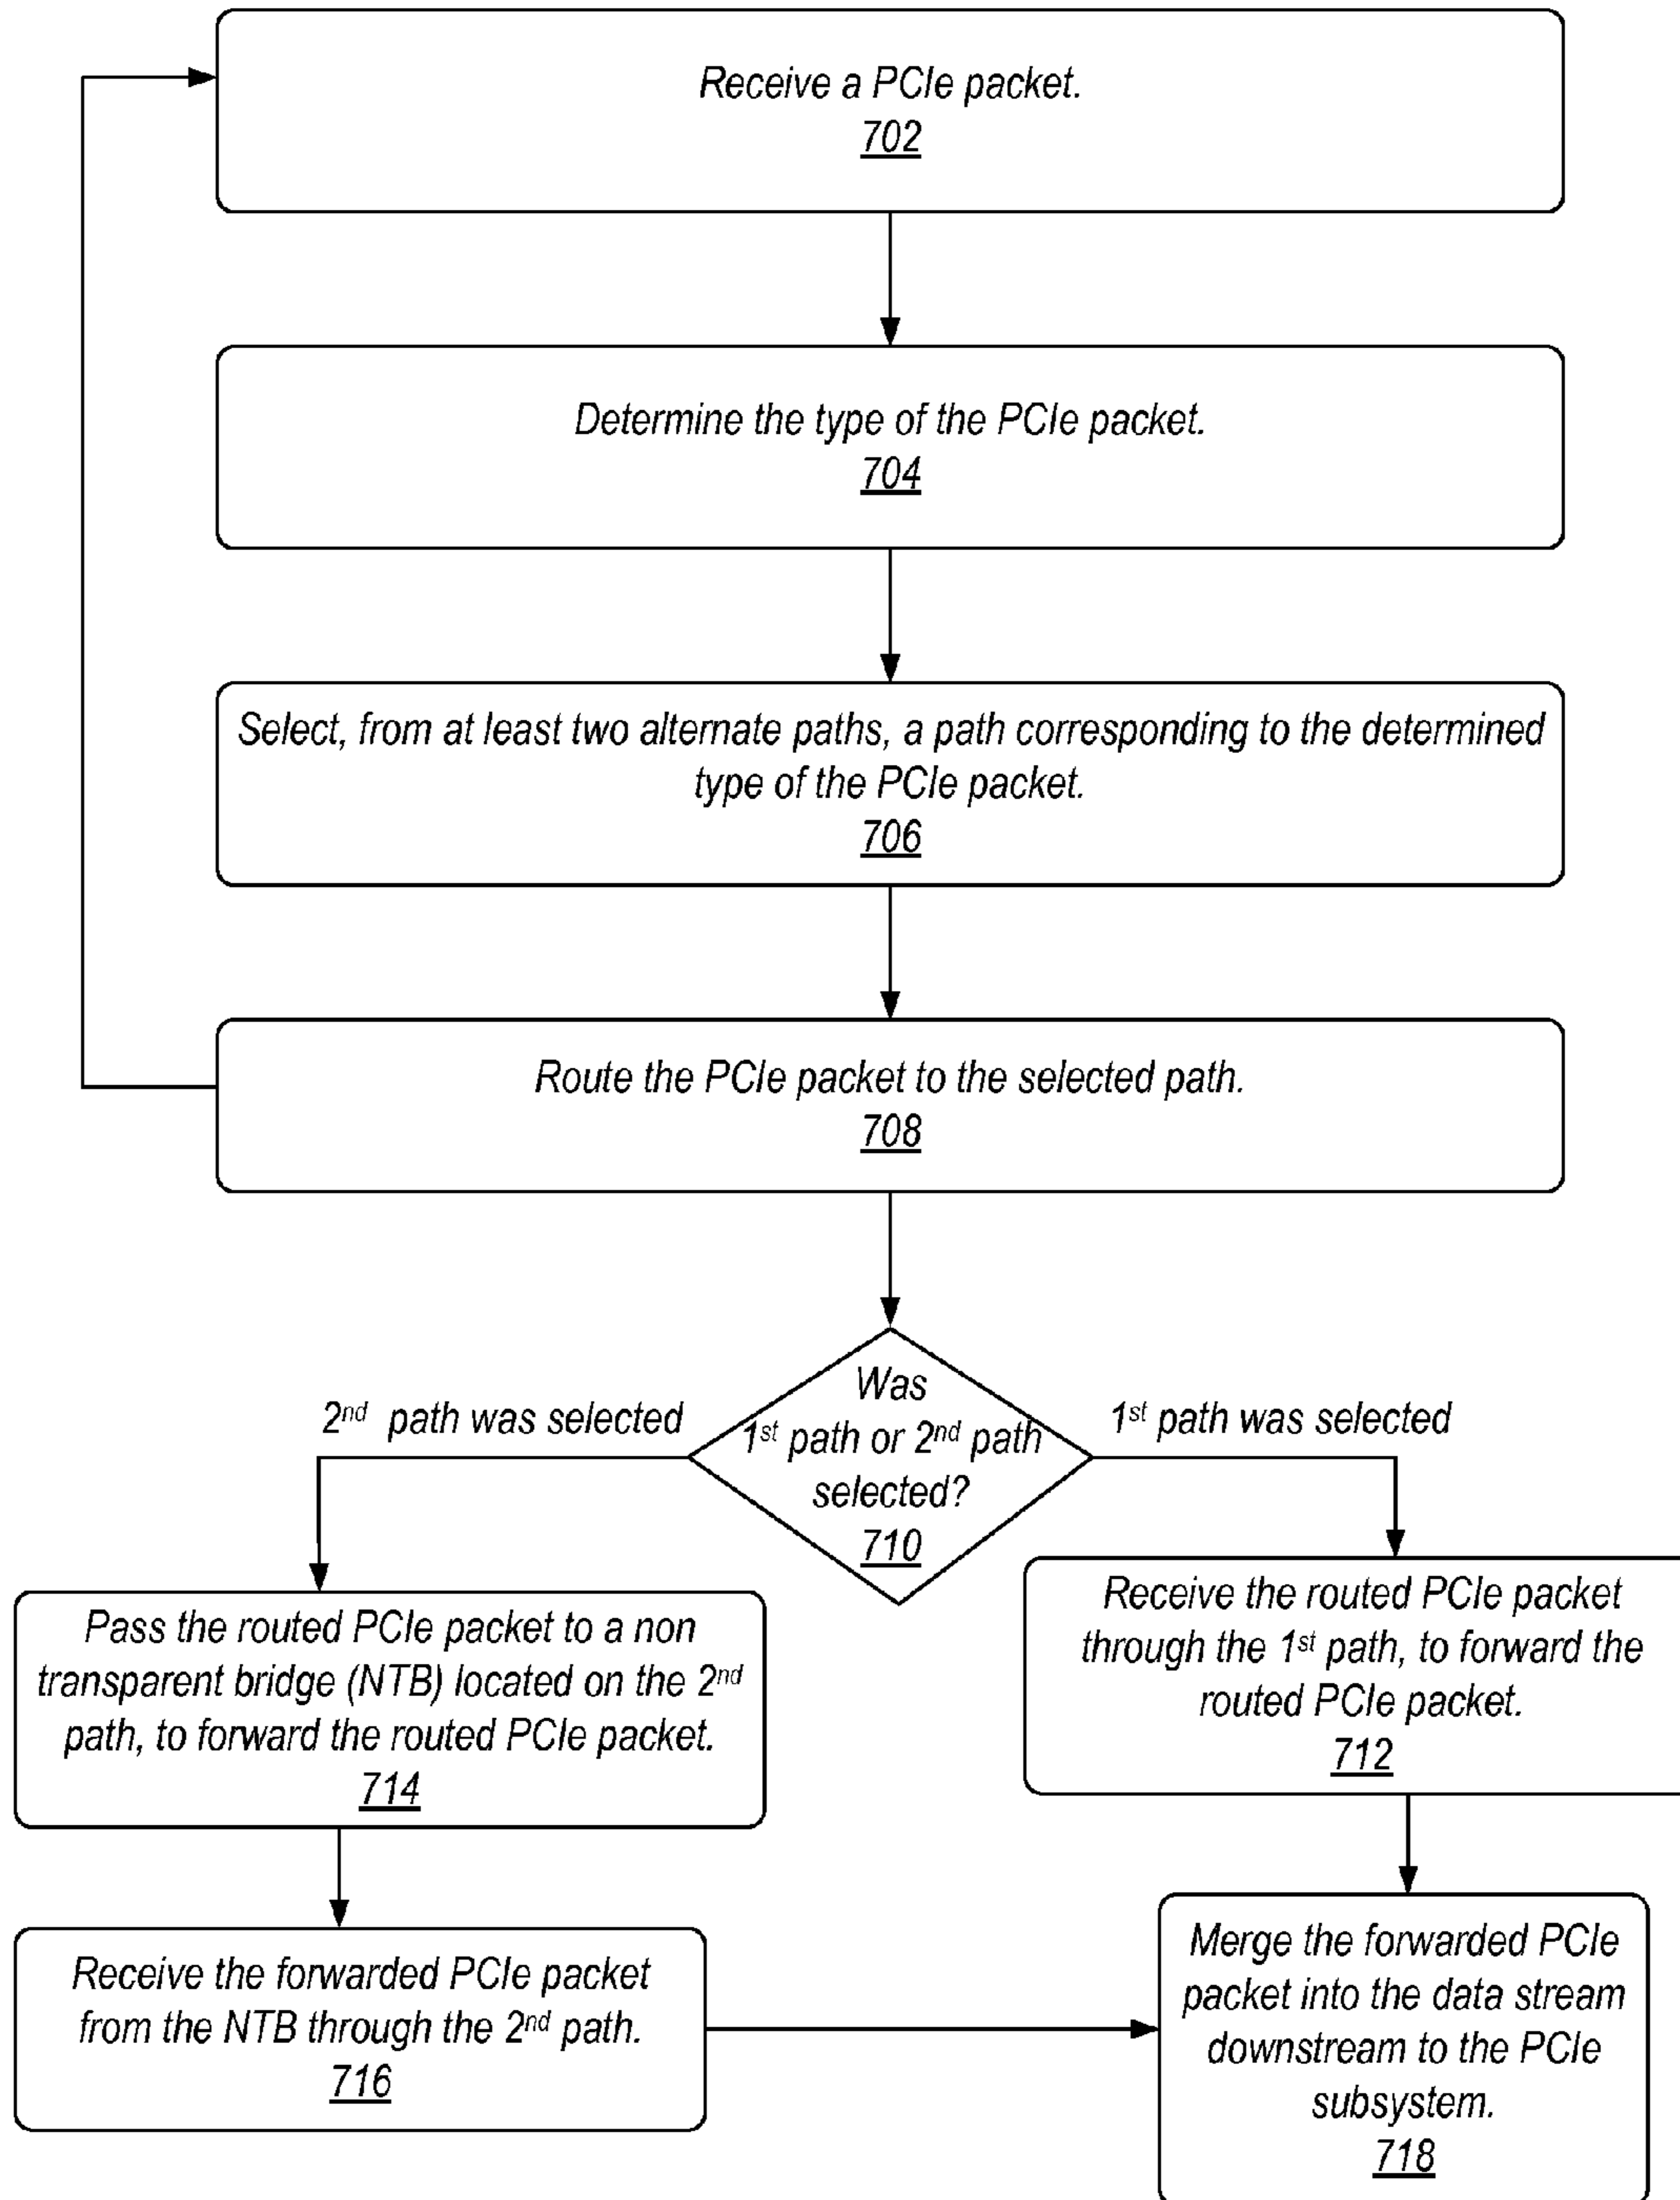 Receive a PCIe packet.
702
Determine the type of the PCIe packet.
704
Select, from at least two alternate paths, a path corresponding to the determined
type of the PCIe packet.
706
Route the PCIe packet to the selected path.
708
Was
1st path or 2nd path
selected?
710
2nd path was selected
1st path was selected
Pass the routed PCIe packet to a non
transparent bridge (NTB) located on the 2nd
path, to forward the routed PCIe packet.
714
Receive the routed PCIe packet
through the 1st path, to forward the
routed PCIe packet.
712
Receive the forwarded PCIe packet
from the NTB through the 2nd path.
716
Merge the forwarded PCIe
packet into the data stream
downstream to the PCIe
subsystem.
718